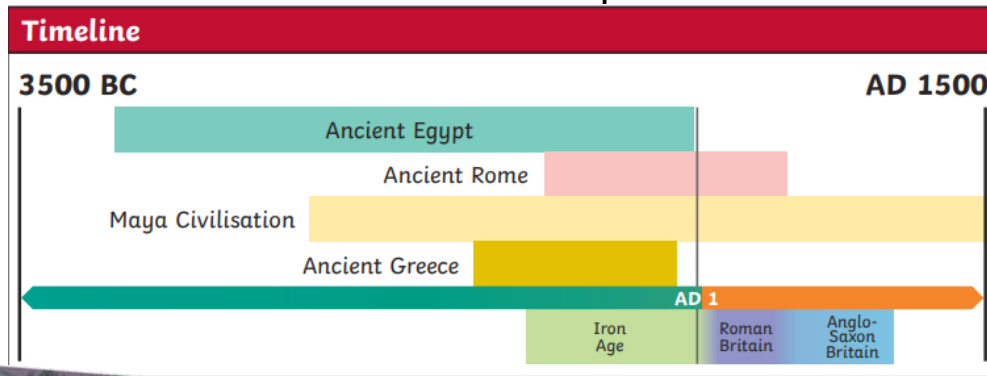 Timeline
3500 BC
AD 1500
Ancient Egypt
Ancient Rome
Maya Civilisation
Ancient Greece
AD 1
Iron
Age
Roman
Britain
Anglo-
Saxon
Britain